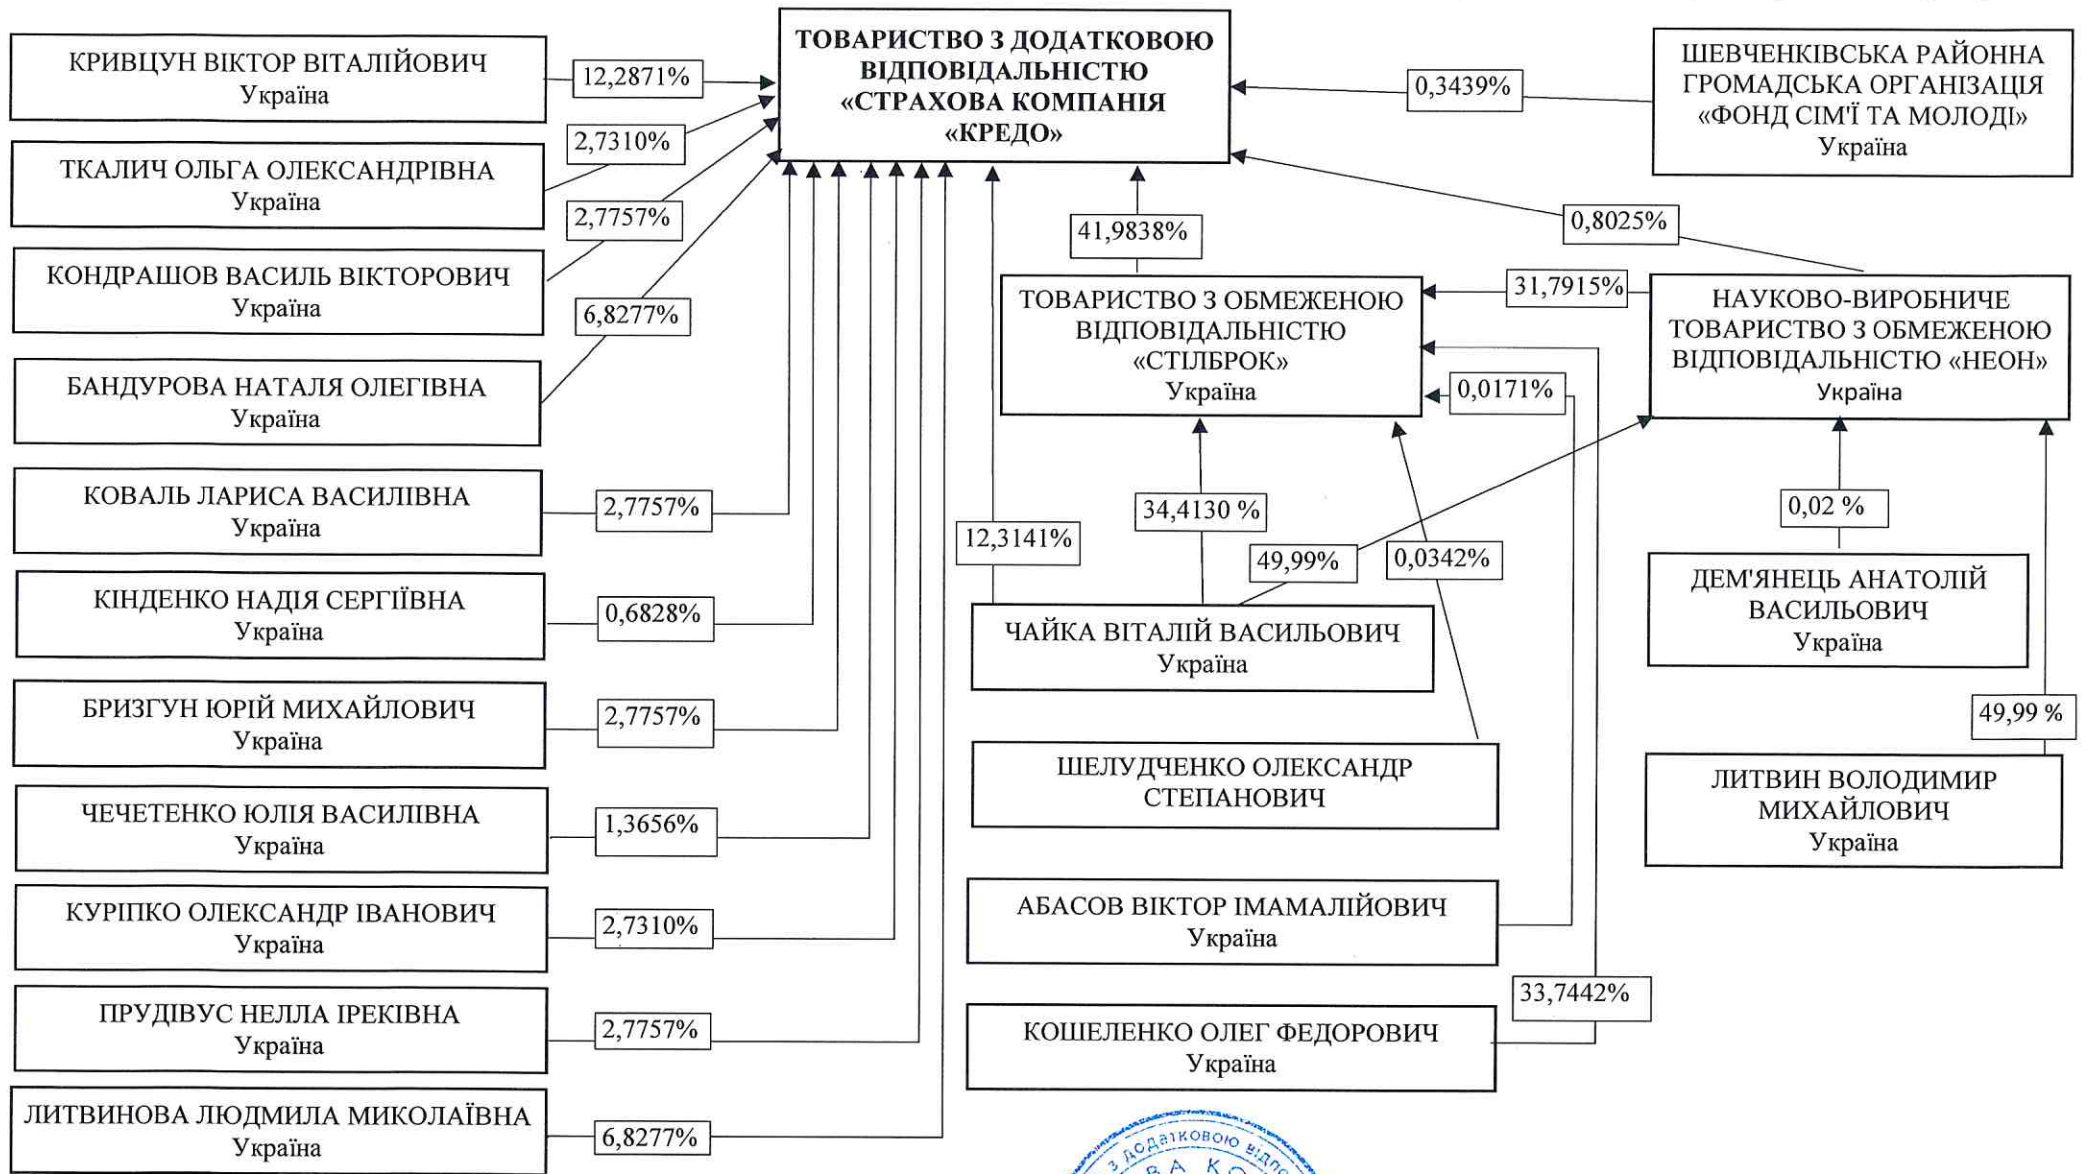 ТОВАРИСТВО З ДОДАТКОВОЮ
ВІДПОВІДАЛЬНІСТЮ
«СТРАХОВА КОМПАНІЯ
«КРЕДО»
КРИВЦУН ВІКТОР ВІТАЛІЙОВИЧ
Україна
12,2871%
ТКАЛИЧ ОЛЬГА ОЛЕКСАНДРІВНА
Україна
2,7310%
КОНДРАШОВ ВАСИЛЬ ВІКТОРОВИЧ
Україна
2,7757%
БАНДУРОВА НАТАЛЯ ОЛЕГІВНА
Україна
6,8277%
КОВАЛЬ ЛАРИСА ВАСИЛІВНА
Україна
2,7757%
КІНДЕНКО НАДІЯ СЕРГІЇВНА
Україна
0,6828%
БРИЗГУН ЮРІЙ МИХАЙЛОВИЧ
Україна
2,7757%
ЧЕЧЕТЕНКО ЮЛІЯ ВАСИЛІВНА
Україна
1,3656%
КУРІПКО ОЛЕКСАНДР ІВАНОВИЧ
Україна
2,7310%
ПРУДІВУС НЕЛЛА ІРЕКІВНА
Україна
2,7757%
ЛИТВИНОВА ЛЮДМИЛА МИКОЛАЇВНА
Україна
6,8277%
ШЕВЧЕНКІВСЬКА РАЙОННА
ГРОМАДСЬКА ОРГАНІЗАЦІЯ
«ФОНД СІМ'Ї ТА МОЛОДІ»
Україна
0,3439%
0,8025%
41,9838%
ТОВАРИСТВО З ОБМЕЖЕНОЮ
ВІДПОВІДАЛЬНІСТЮ
«СТІЛБРОК»
Україна
31,7915%
НАУКОВО-ВИРОБНИЧЕ
ТОВАРИСТВО З ОБМЕЖЕНОЮ
ВІДПОВІДАЛЬНІСТЮ «НЕОН»
Україна
0,0171%
34,4130 %
12,3141%
49,99%
0,0342%
0,02 %
ЧАЙКА ВІТАЛІЙ ВАСИЛЬОВИЧ
Україна
ДЕМ'ЯНЕЦЬ АНАТОЛІЙ
ВАСИЛЬОВИЧ
Україна
49,99 %
ШЕЛУДЧЕНКО ОЛЕКСАНДР
СТЕПАНОВИЧ
ЛИТВИН ВОЛОДИМИР
МИХАЙЛОВИЧ
Україна
АБАСОВ ВІКТОР ІМАМАЛІЙОВИЧ
Україна
33,7442%
КОШЕЛЕНКО ОЛЕГ ФЕДОРОВИЧ
Україна
з додатковою